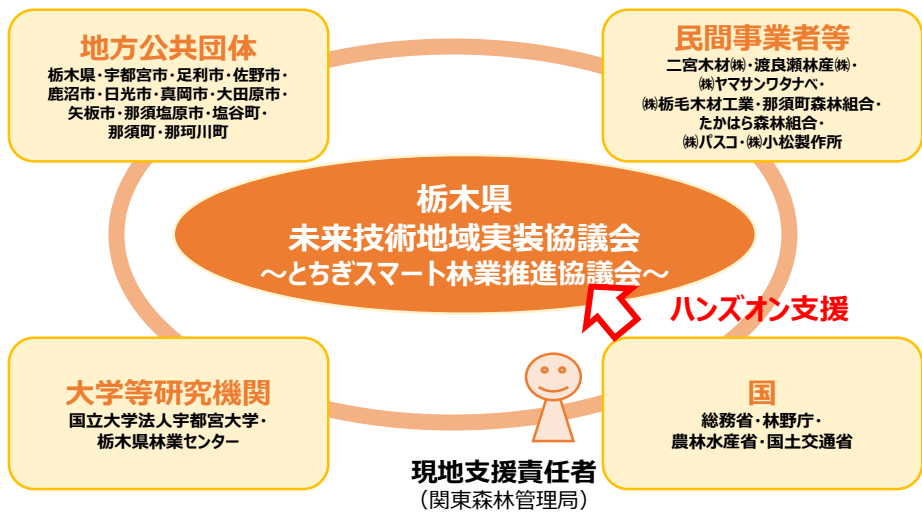 地方公共団体
栃木県・宇都宮市・足利市・佐野市・
鹿沼市・日光市・真岡市・大田原市・
矢板市・那須塩原市・塩谷町・
那須町・那珂川町
民間事業者等
二宮木材㈱・渡良瀬林産㈱・
㈱ヤマサンワタナベ・
㈱栃毛木材工業・那須町森林組合・
たかはら森林組合・
㈱パスコ・㈱小松製作所
栃木県
未来技術地域実装協議会
～とちぎスマート林業推進協議会～
ハンズオン支援
大学等研究機関
国立大学法人宇都宮大学・
栃木県林業センター
国
総務省・林野庁・
農林水産省・国土交通省
現地支援責任者
（関東森林管理局）